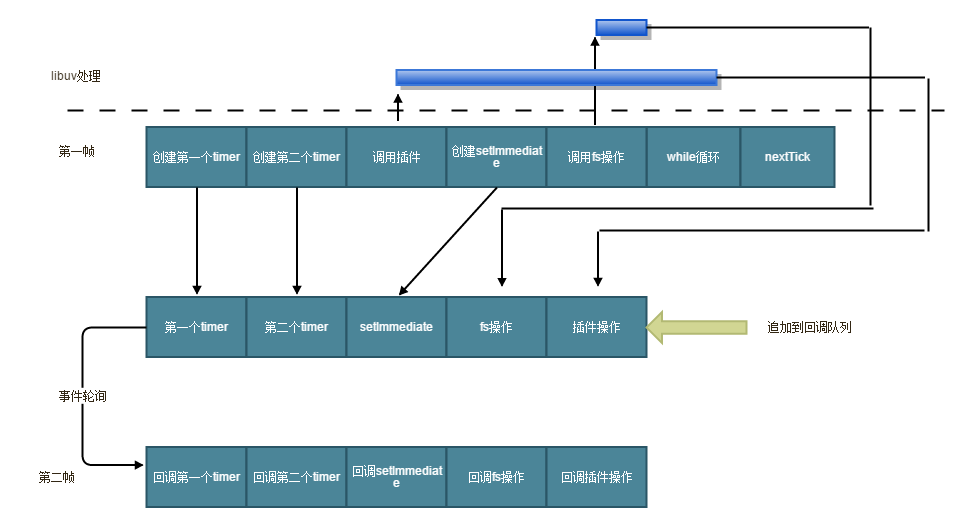 libuv处理
第一帧
创建第一个timer
创建第二个timer
调用插件
创建setImmediat
e
调用fs操作
while循环
nextTick
第一个timer
第二个timer
setImmediate
fs操作
插件操作
追加到回调队列
事件轮询
第二帧
回调第一个timer
回调第二个timer
回调setImmediat
e
回调fs操作
回调插件操作